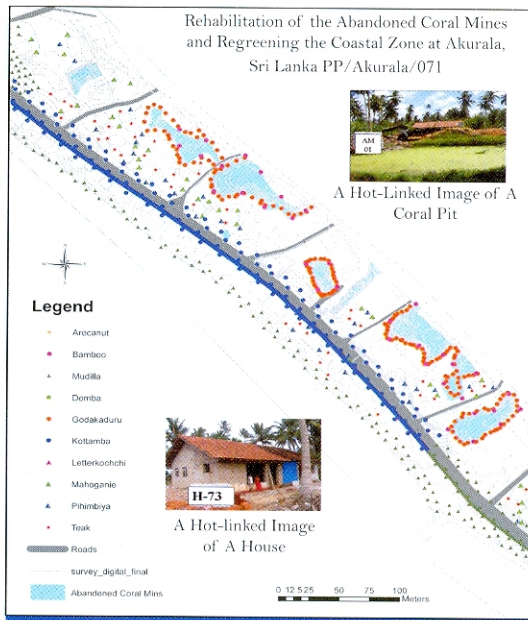 Rehabilitation of the Abandoned Coral Mines
and Regreening the Coastal Zone at Akurala,
Sri Lanka PP/Akurala/071
AM
01
A Hot-Linked Image of A
Coral Pit
Legend
Arecanut
Bamboo
Mudilla
Domba
Godakaduru
Kottamba
Letterkochchi
Mahoganie
Pihimbiya
Teak
Roads
survey_digital_final
Abandoned Coral Mins
H-73
A Hot-linked Image
of A House
0 12.525 50 75 100
Meters